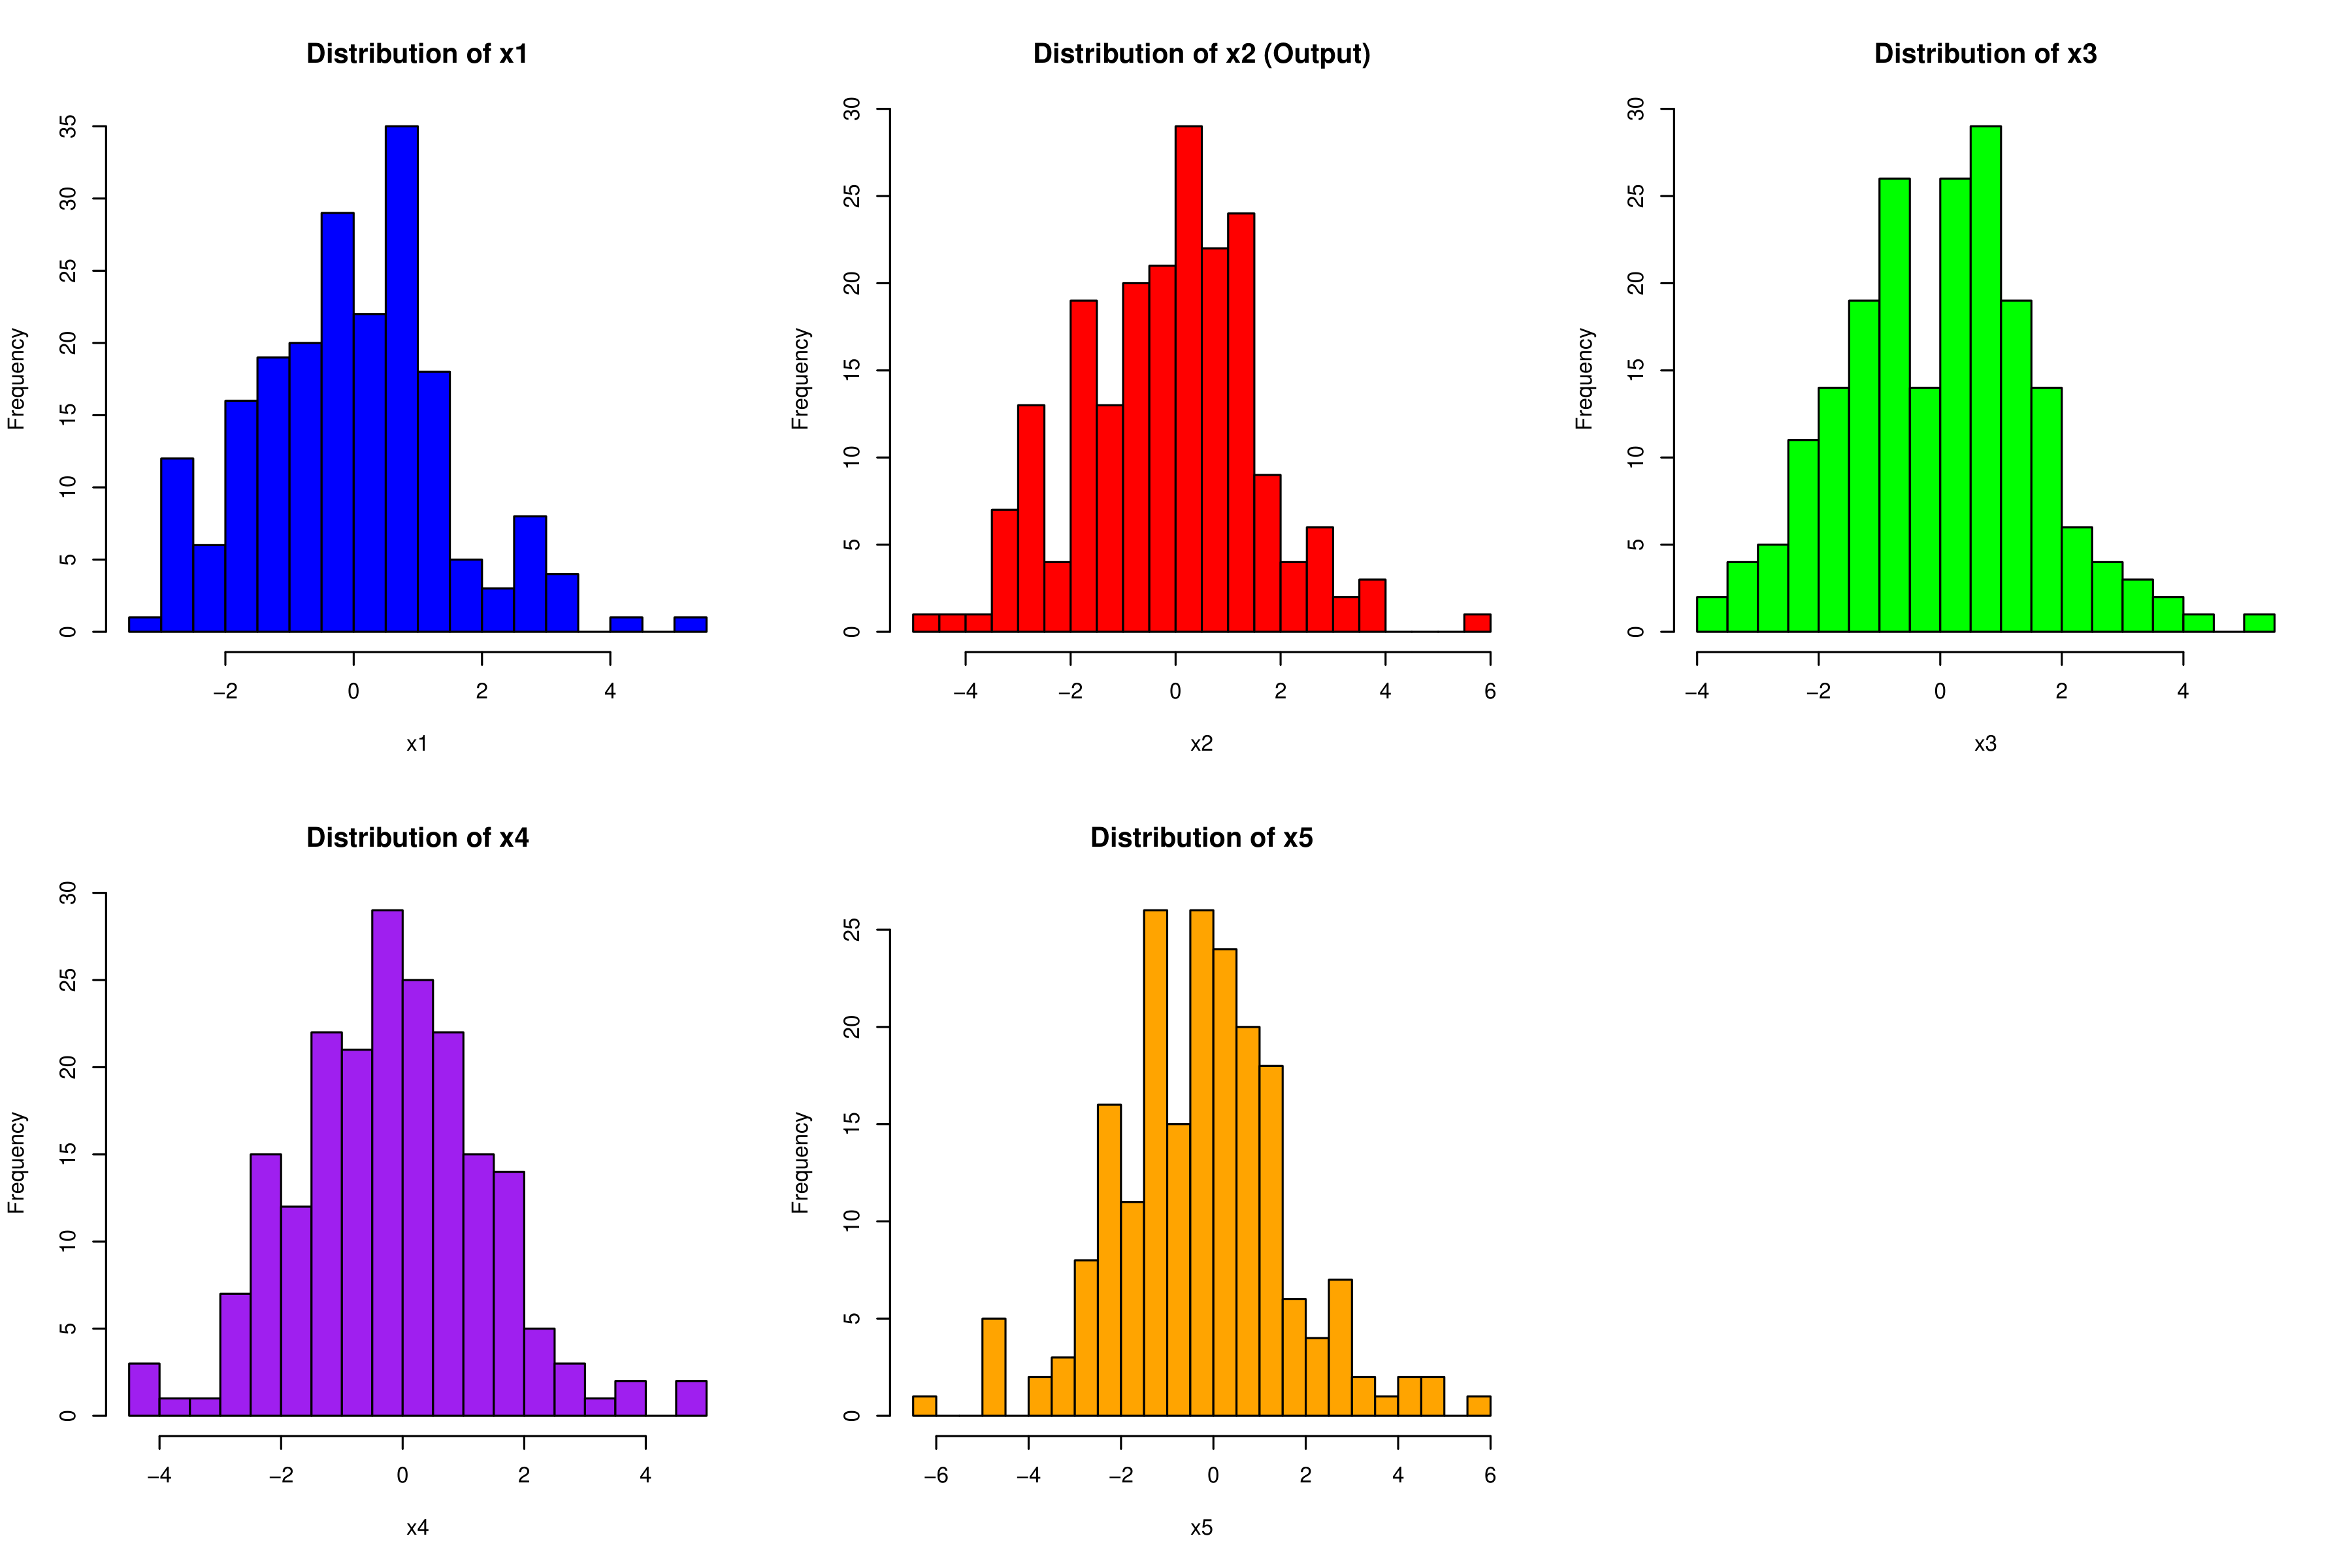 Distribution of x1
Frequency
0 5 10 15 20 25 30 35
−2 0 2 4
x1
Distribution of x2 (Output)
Frequency
0 5 10 15 20 25 30
−4 −2 0 2 4 6
x2
Distribution of x3
Frequency
0 5 10 15 20 25 30
−4 −2 0 2 4
x3
Distribution of x4
Frequency
0 5 10 15 20 25 30
−4 −2 0 2 4
x4
Distribution of x5
Frequency
0 5 10 15 20 25
−6 −4 −2 0 2 4 6
x5